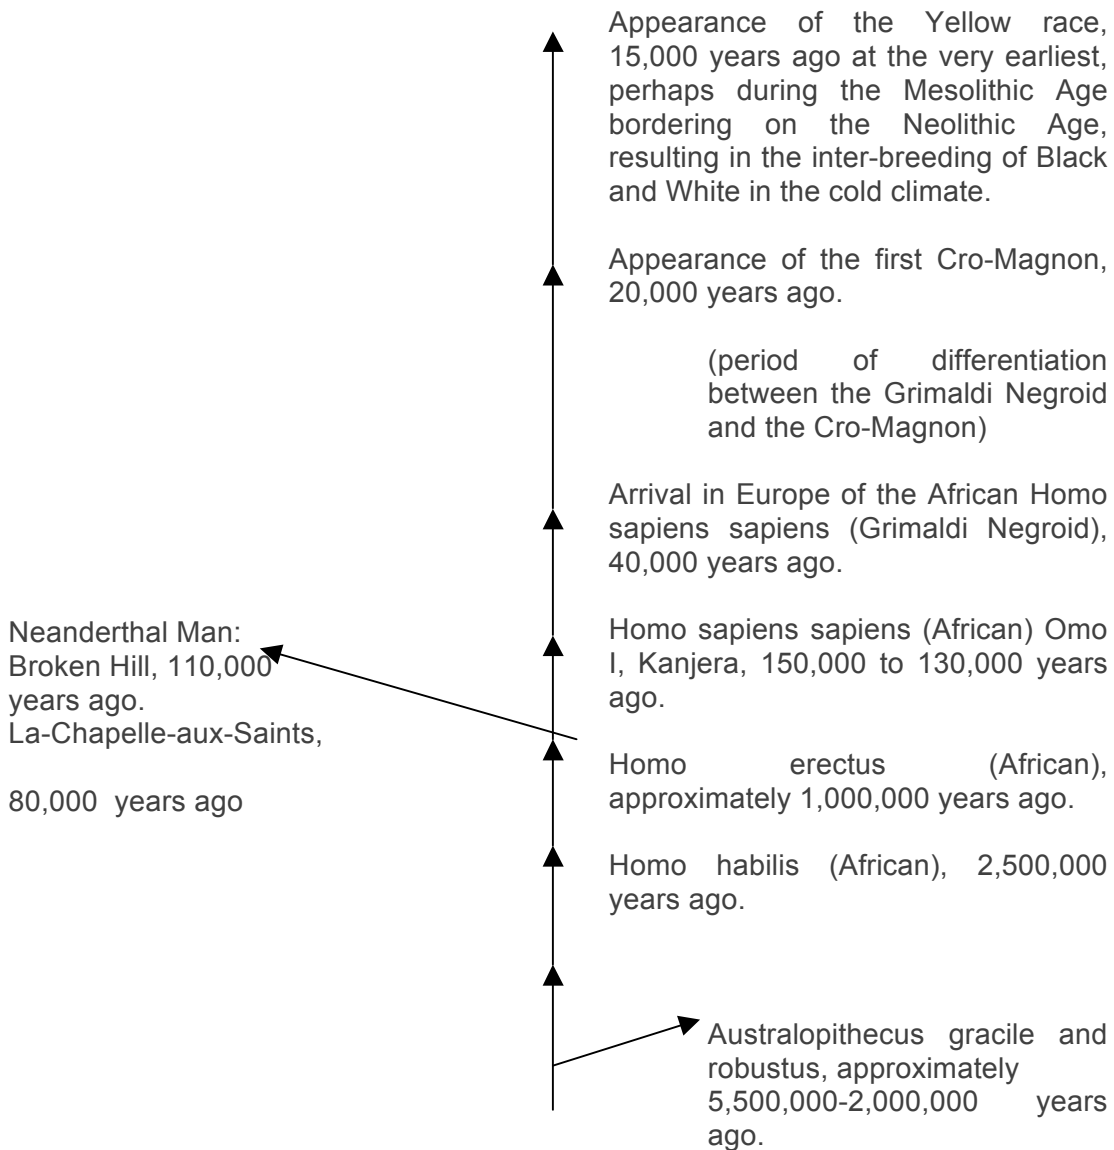 Appearance of the Yellow race,
15,000 years ago at the very earliest,
perhaps during the Mesolithic Age
bordering on the Neolithic Age,
resulting in the inter-breeding of Black
and White in the cold climate.
Appearance of the first Cro-Magnon,
20,000 years ago.
(period of differentiation
between the Grimaldi Negroid
and the Cro-Magnon)
Arrival in Europe of the African Homo
sapiens sapiens (Grimaldi Negroid),
40,000 years ago.
Neanderthal Man:
Broken Hill, 110,000
years ago.
La-Chapelle-aux-Saints,
80,000 years ago
Homo sapiens sapiens (African) Omo
I, Kanjera, 150,000 to 130,000 years
ago.
Homo erectus (African),
approximately 1,000,000 years ago.
Homo habilis (African), 2,500,000
years ago.
Australopithecus gracile and
robustus, approximately
5,500,000-2,000,000 years
ago.